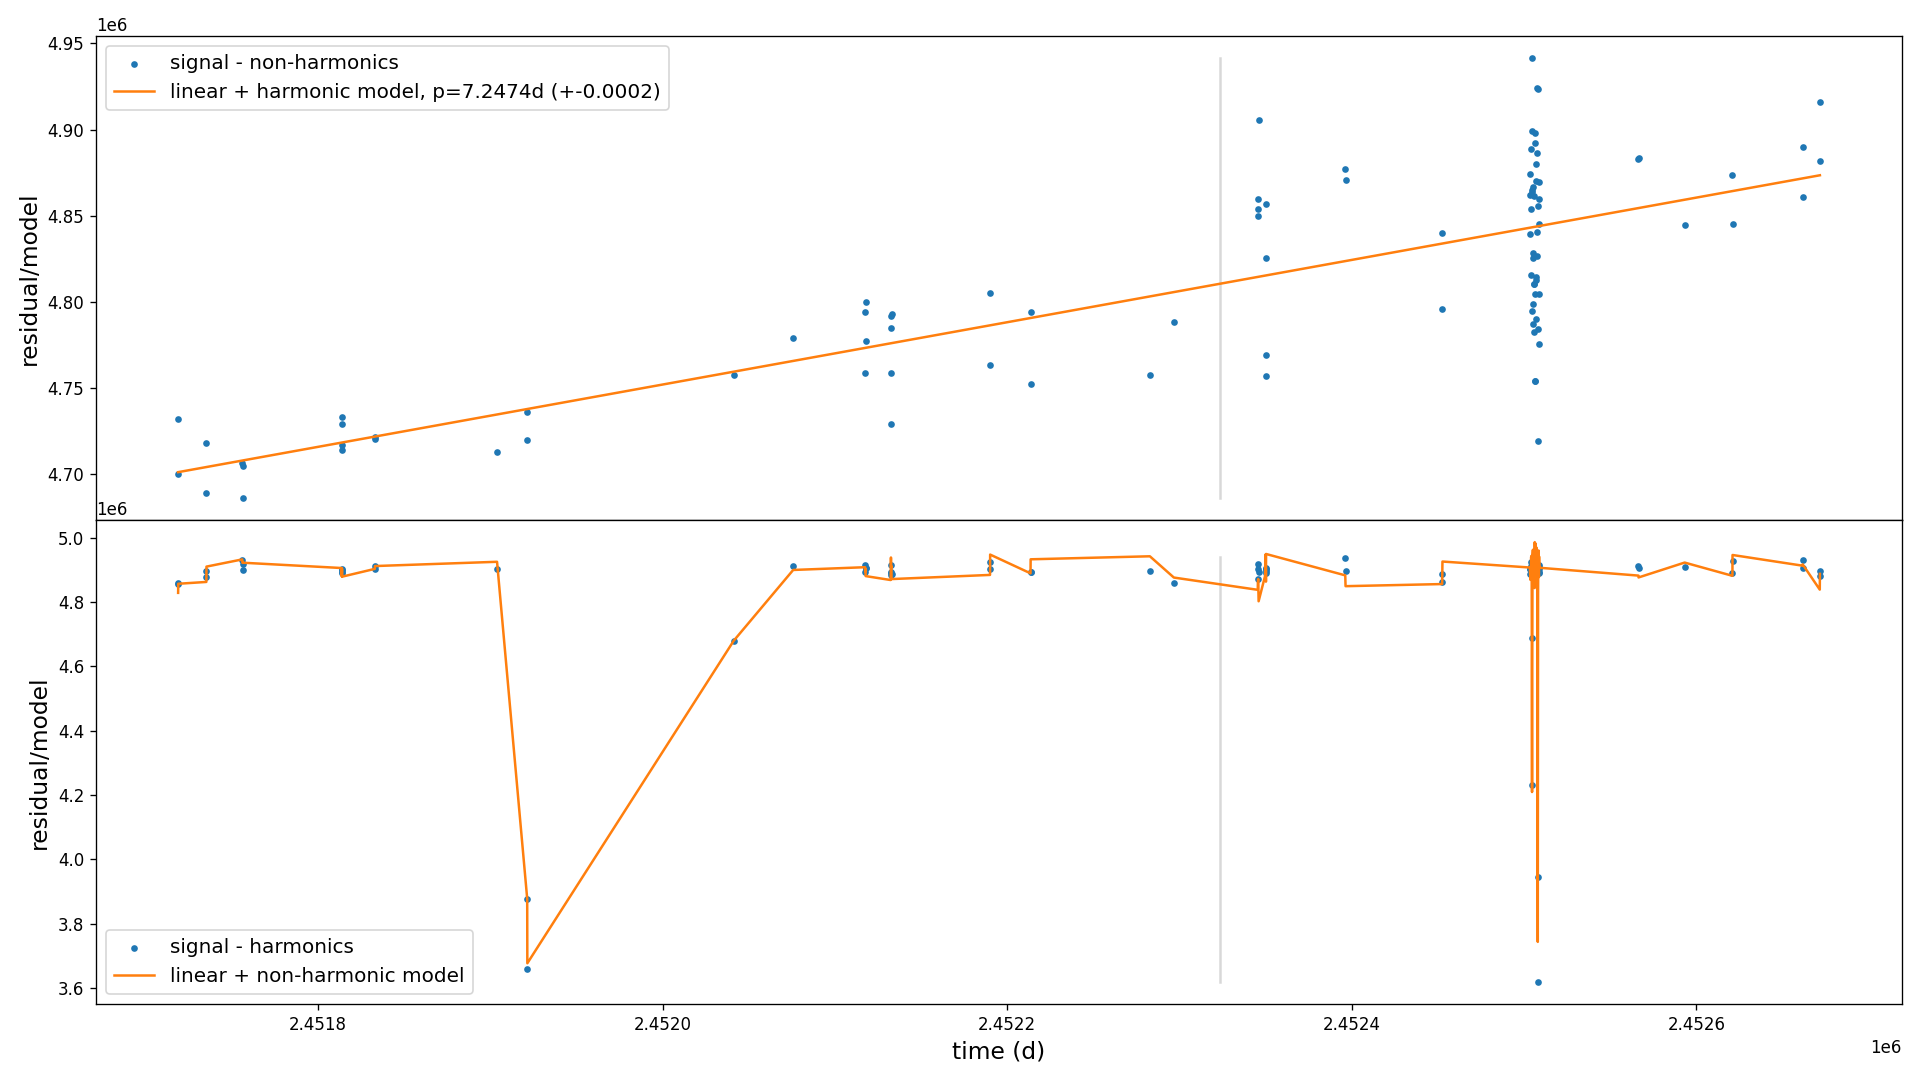 1e6
4.95
4.90
4.85
4.80
4.75
4.70
residual/model
signal - non-harmonics
linear + harmonic model, p=7.2474d (+-0.0002)
1e6
5.0
4.8
4.6
4.4
4.2
4.0
3.8
3.6
residual/model
signal - harmonics
linear + non-harmonic model
2.4518 2.4520 2.4522 2.4524 2.4526
time (d)
1e6